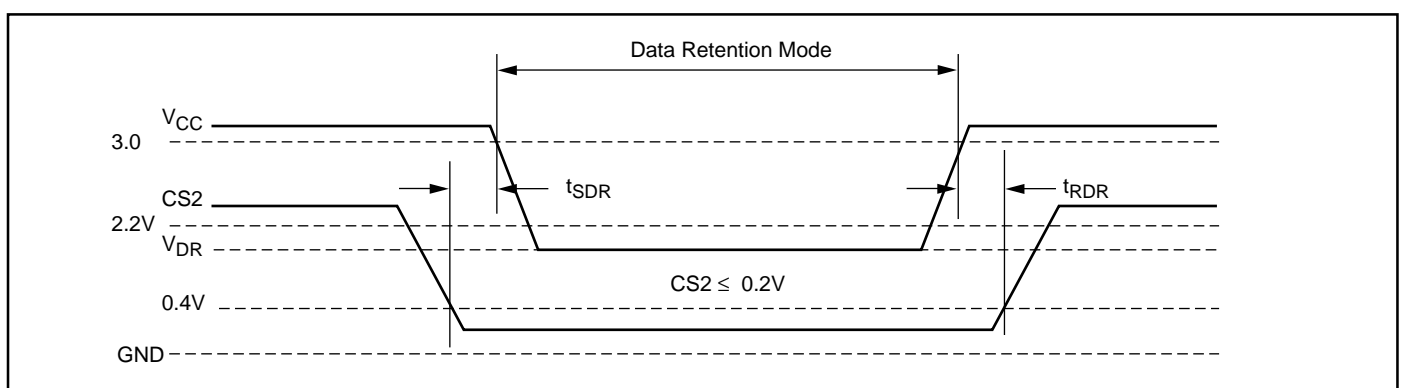 Data Retention Mode
VCC
3.0
tSDR
tRDR
CS2
2.2V
VDR
CS2 ≤ 0.2V
0.4V
GND